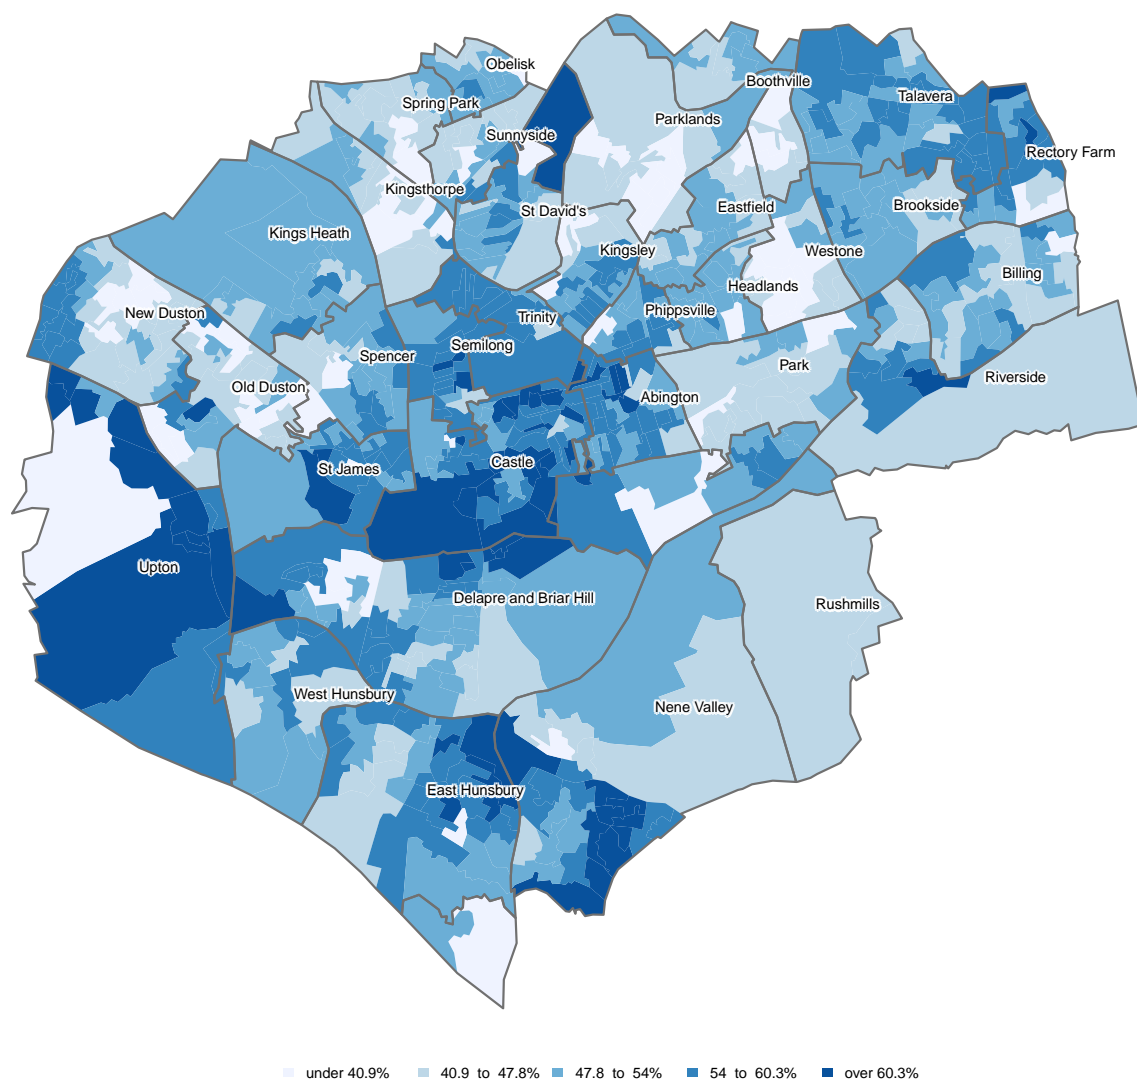 Obelisk
Boothville
Spring Park
Talavera
Parklands
Sunnyside
Rectory Farm
Kingsthorpe
Brookside
St David's
Eastfield
Kings Heath
Kingsley
Westone
Billing
Headlands
New Duston
Phippsville
Trinity
Semilong
Spencer
Park
Riverside
Old Duston
Abington
Castle
St James
Upton
Delapre and Briar Hill
Rushmills
West Hunsbury
Nene Valley
East Hunsbury
under 40.9% 40.9 to 47.8% 47.8 to 54% 54 to 60.3% over 60.3%